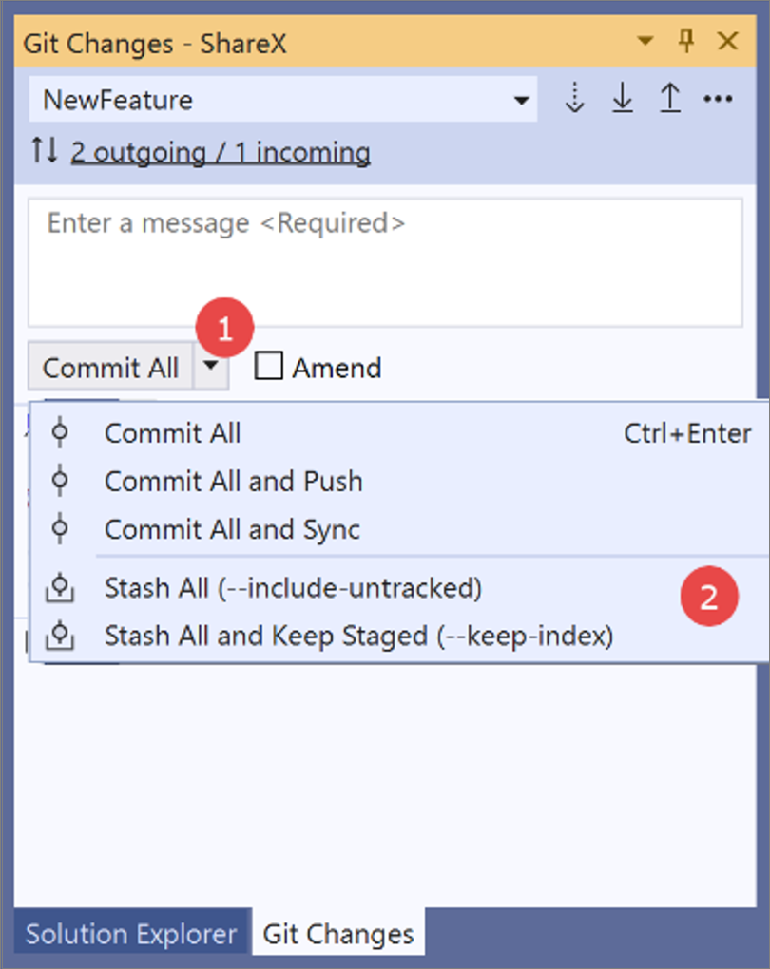 Git Changes - ShareX
NewFeature
2 outgoing / 1 incoming
Enter a message <Required>
1
Commit All
Amend
Commit All Ctrl+Enter
Commit All and Push
Commit All and Sync
Stash All (--include-untracked)
2
Stash All and Keep Staged (--keep-index)
Solution Explorer
Git Changes